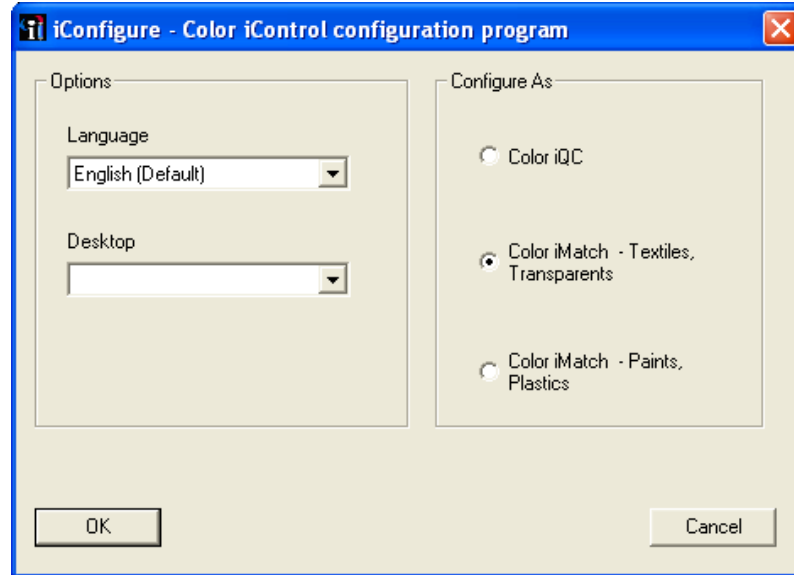 iConfigure - Color iControl configuration program
Options
Language
English (Default)
Desktop
Configure As
Color iQC
Color iMatch - Textiles,
Transparents
Color iMatch - Paints,
Plastics
OK
Cancel